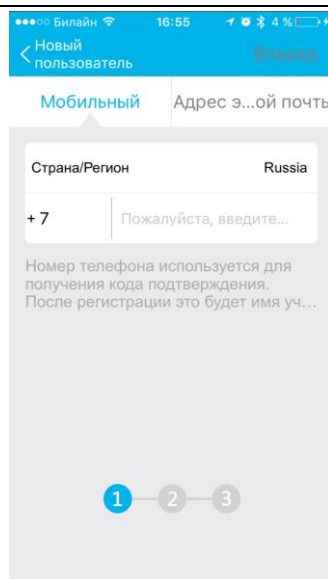 Билайн 16:55 4 %
Новый
пользователь
Вперед
Мобильный Адрес э...ой почты
Страна/Регион Russia
+ 7 Пожалуйста, введите...
Номер телефона используется для
получения кода подтверждения.
После регистрации это будет имя уч...
1 2 3